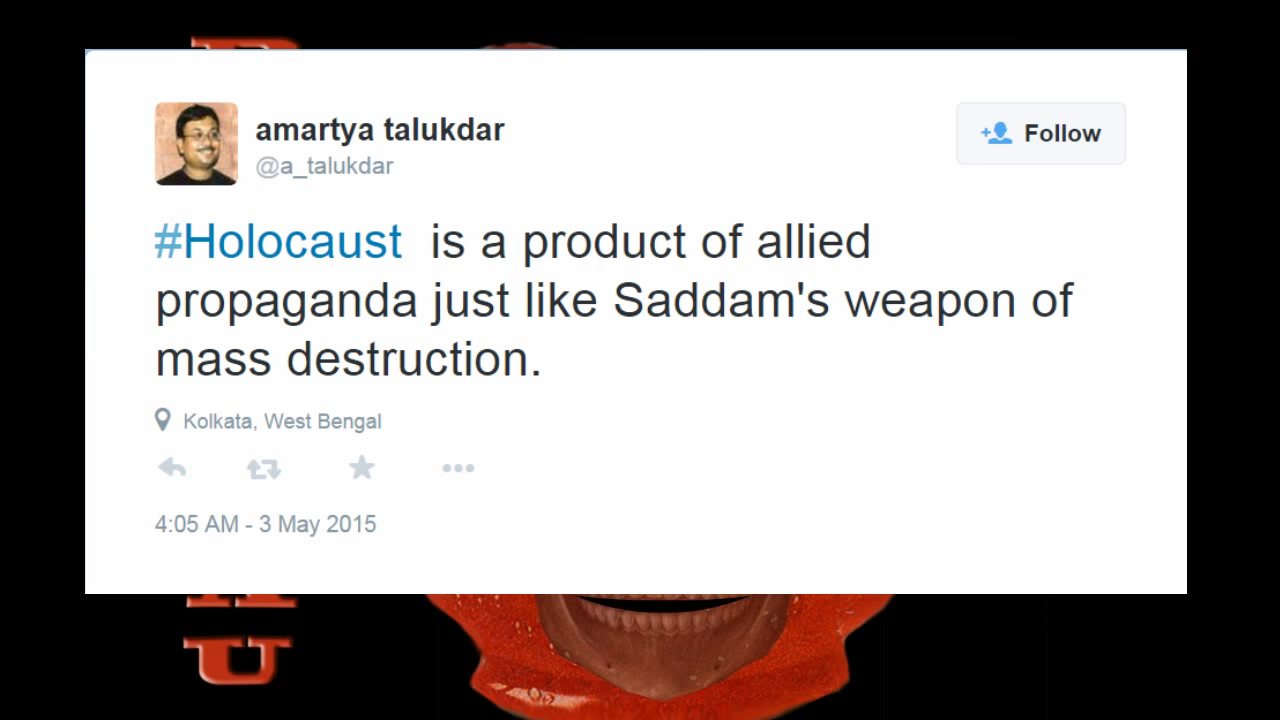 amartya talukdar
@a_talukdar
Follow
#Holocaust is a product of allied
propaganda just like Saddam's weapon of
mass destruction.
Kolkata, West Bengal
4:05 AM - 3 May 2015
U